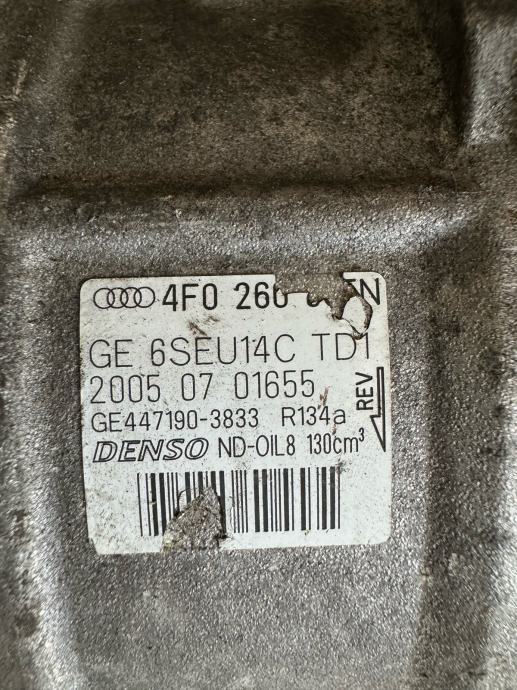 4F0 260
GE 6SEU14C TD1
2005 07 01655
GE447190-3833 R134a
REV
DENSO ND-OIL8 130cm³